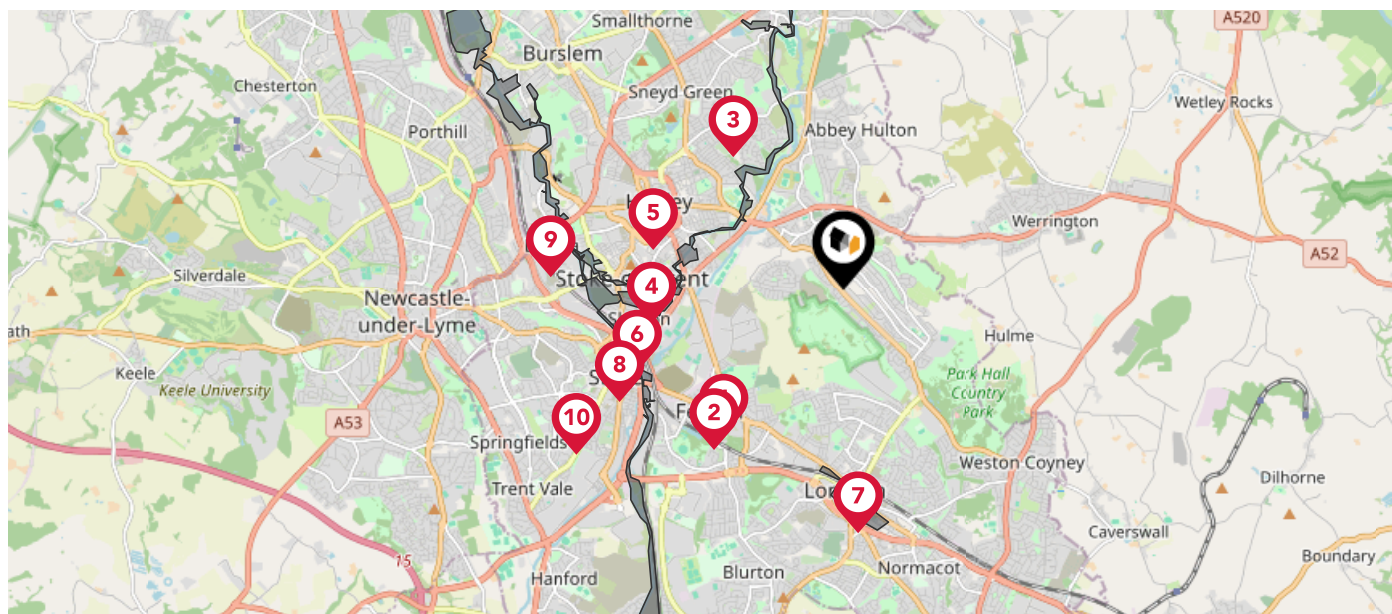 Smallthorne
A520
Burslem
Chesterton
Sneyd Green
Wetley Rocks
3
Porthill
Abbey Hulton
5
Werrington
9
A52
Silverdale
4
Newcastle-
under-Lyme
6
Hulme
8
Keele
Keele University
Park Hall
Country
Park
2
10
A53
Springfields
Weston Coyney
Trent Vale
7
Dilhorne
Caverswall
15
Hanford
Blurton
Normacot
Boundary